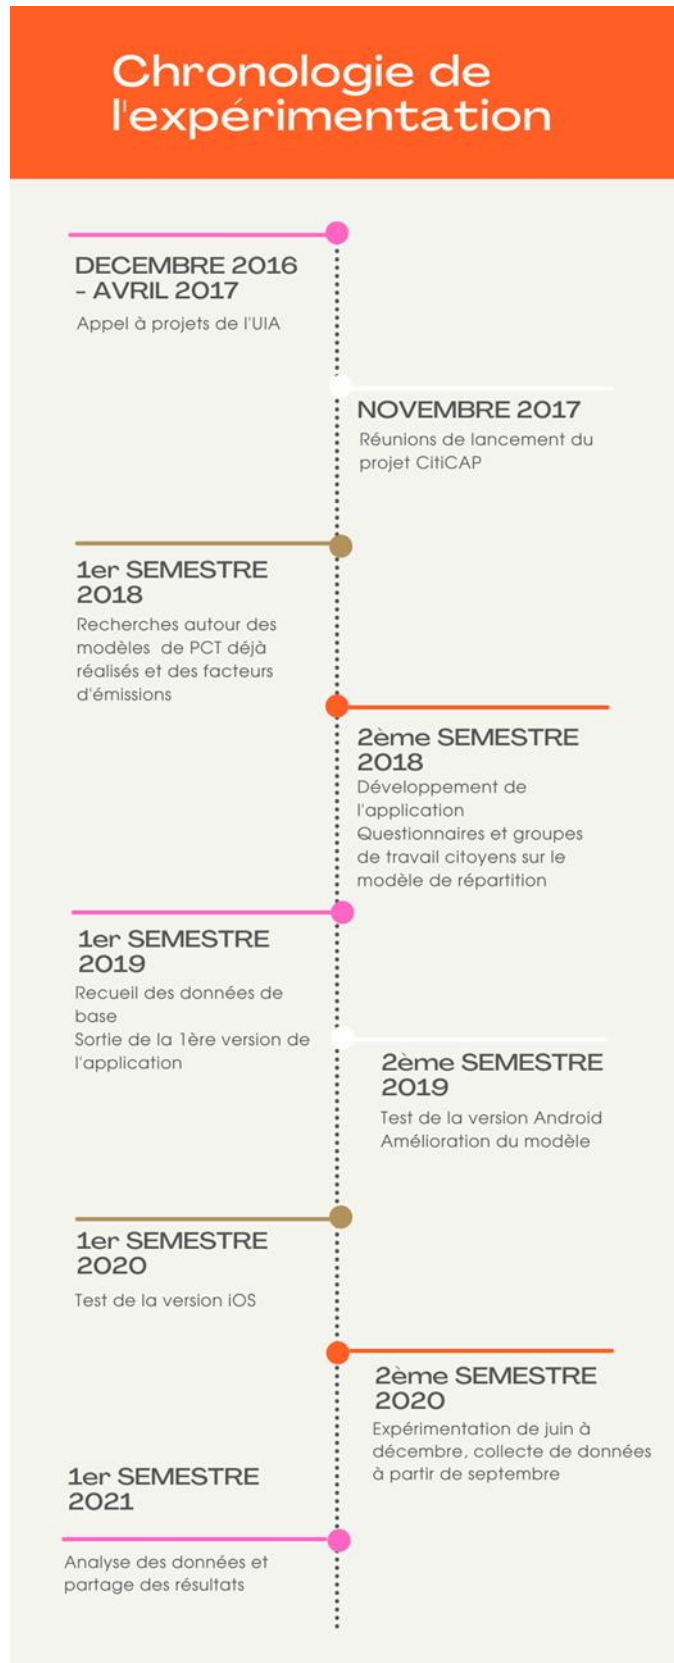 Chronologie de
l'expérimentation
DECEMBRE 2016
- AVRIL 2017
Appel à projets de l'UIA
NOVEMBRE 2017
Réunions de lancement du
projet CitiCAP
1er SEMESTRE
2018
Recherches autour des
modèles de PCT déjà
réalisés et des facteurs
d'émissions
2ème SEMESTRE
2018
Développement de
l'application
Questionnaires et groupes
de travail citoyens sur le
modèle de répartition
1er SEMESTRE
2019
Recueil des données de
base
Sortie de la 1ère version de
l'application
2ème SEMESTRE
2019
Test de la version Android
Amélioration du modèle
1er SEMESTRE
2020
Test de la version iOS
2ème SEMESTRE
2020
Expérimentation de juin à
décembre, collecte de données
à partir de septembre
1er SEMESTRE
2021
Analyse des données et
partage des résultats